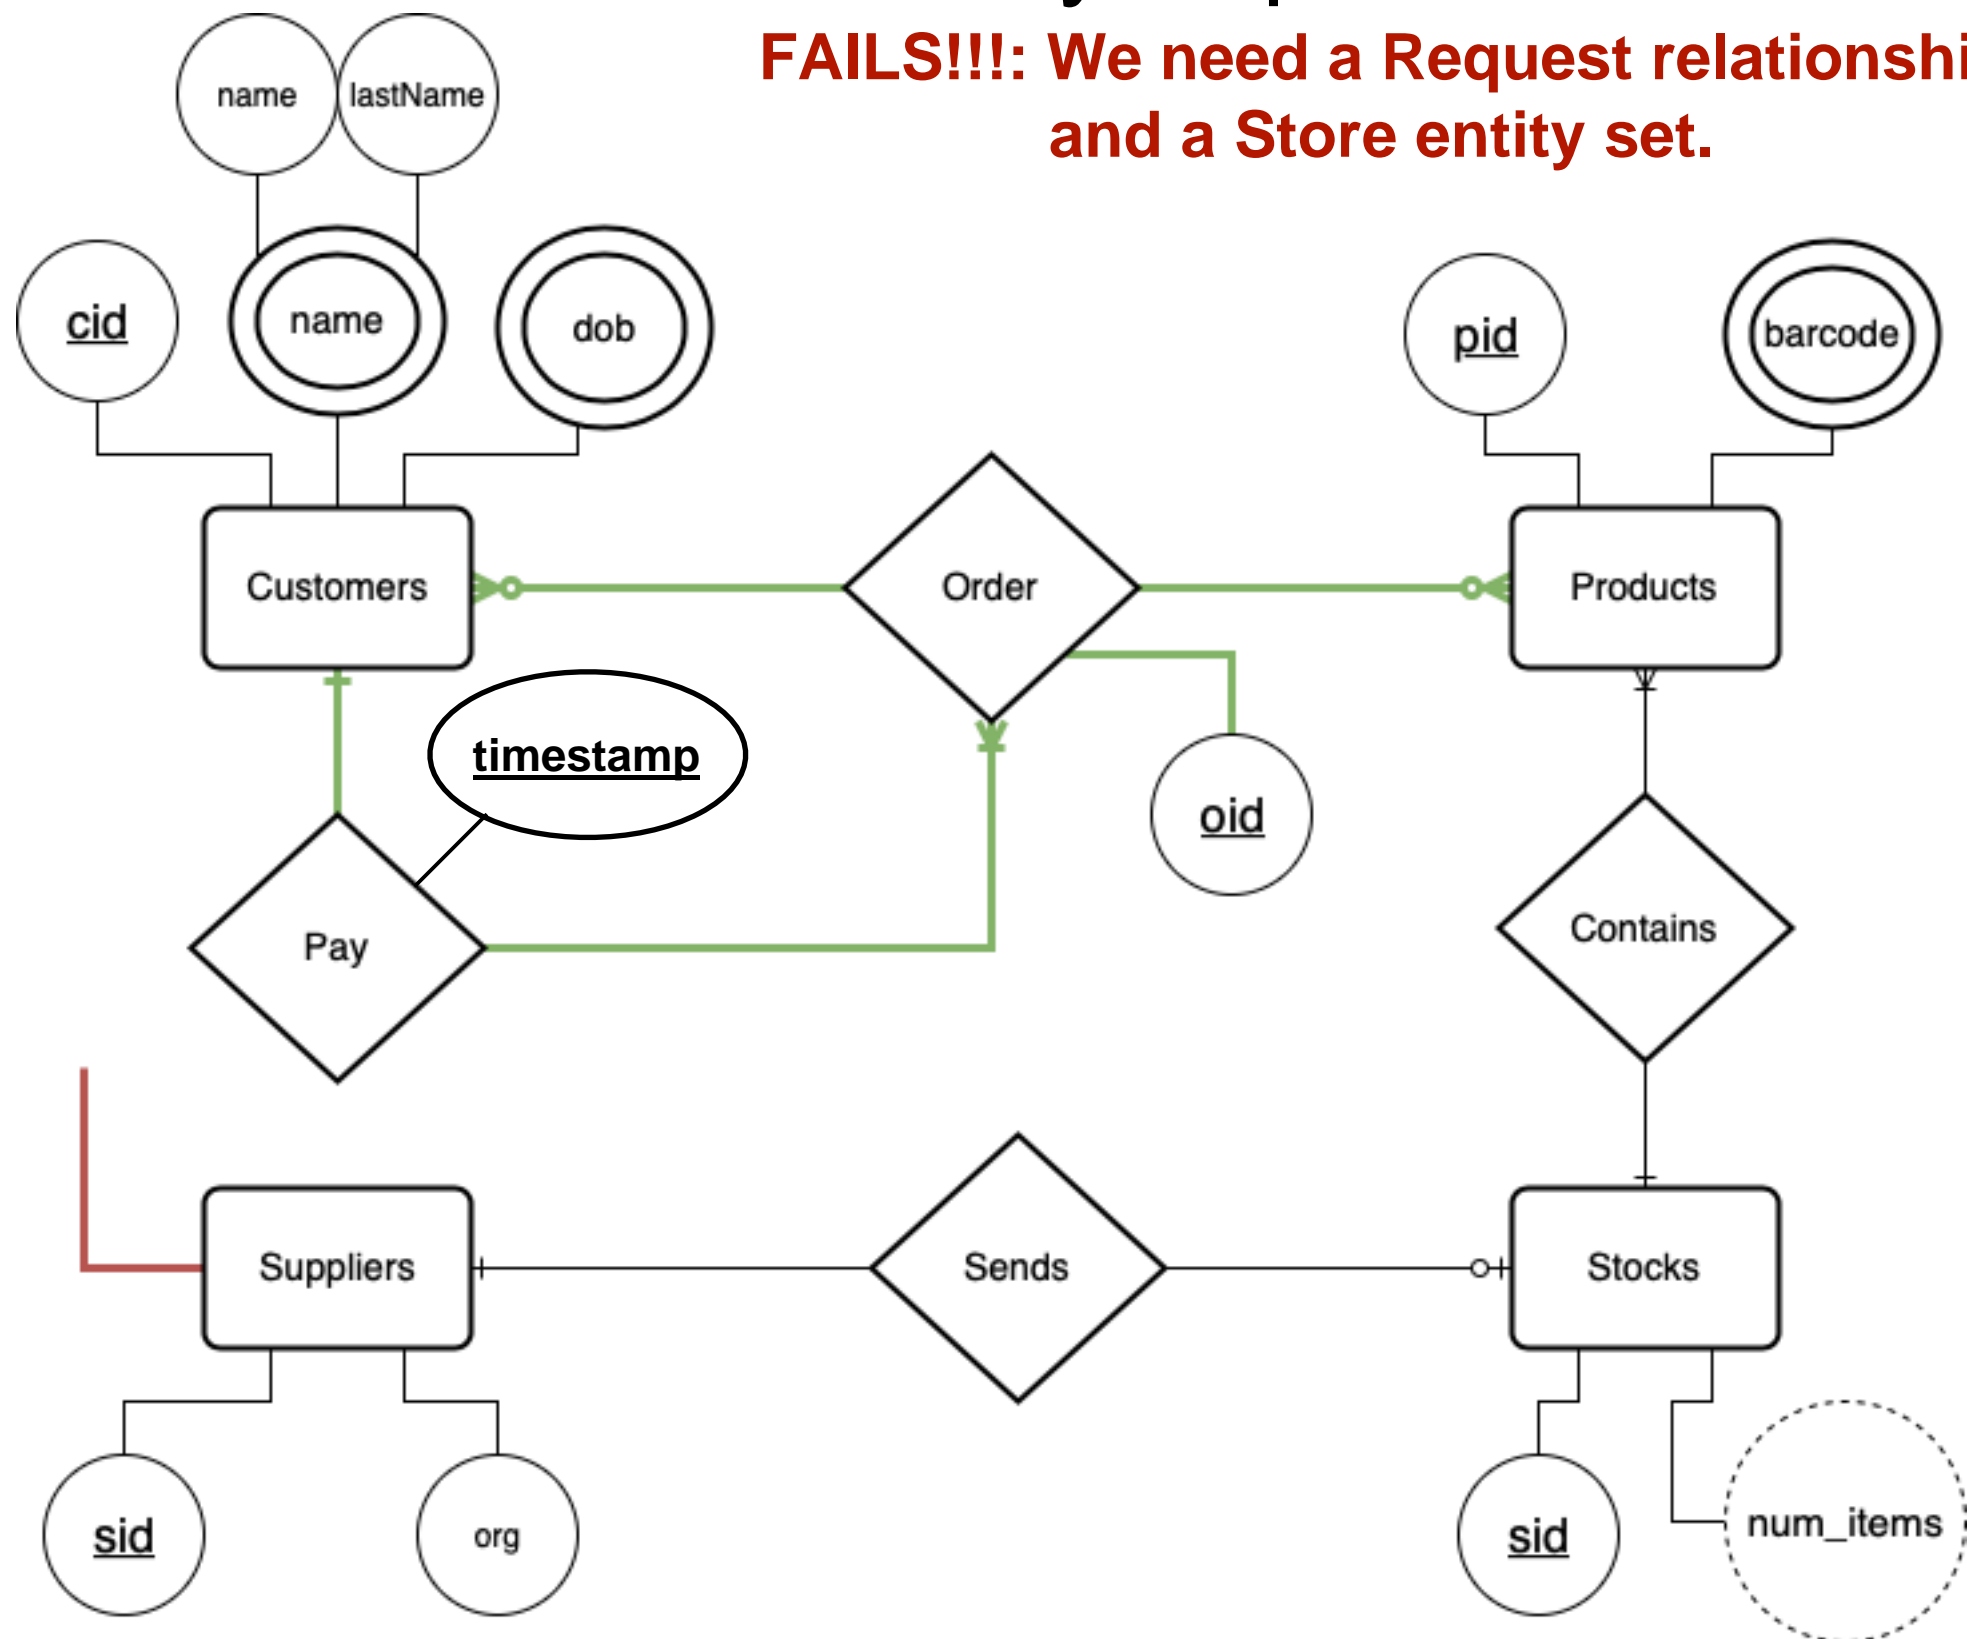 FAILS!!!: We need a Request relationshi
and a Store entity set.
name
lastName
cid
name
dob
pid
barcode
Customers
Order
Products
timestamp
oid
Pay
Contains
Suppliers
Sends
Stocks
sid
org
sid
num_items